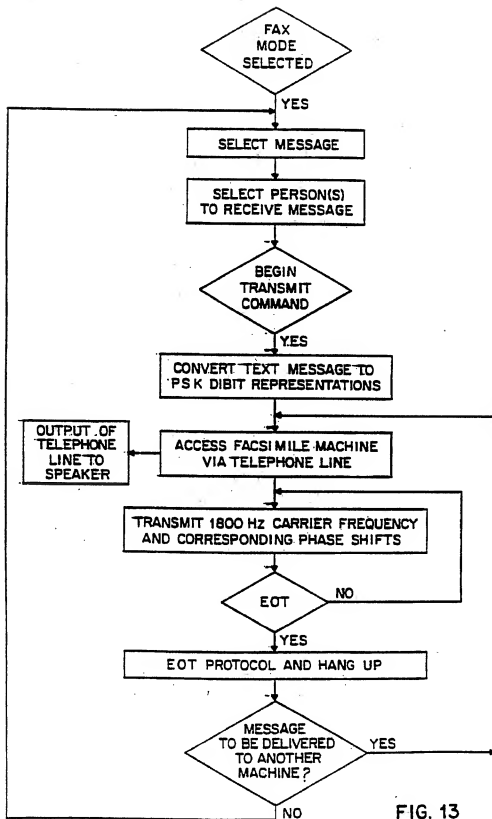 FAX
MODE
SELECTED
YES
SELECT MESSAGE
SELECT PERSON(S)
TO RECEIVE MESSAGE
BEGIN
TRANSMIT
COMMAND
YES
CONVERT TEXT MESSAGE TO
PSK DIBIT REPRESENTATIONS
OUTPUT OF
TELEPHONE
LINE TO
SPEAKER
ACCESS FACSIMILE MACHINE
VIA TELEPHONE LINE
TRANSMIT 1800 Hz CARRIER FREQUENCY
AND CORRESPONDING PHASE SHIFTS
EOT
NO
YES
EOT PROTOCOL AND HANG UP
MESSAGE
TO BE DELIVERED
TO ANOTHER
MACHINE?
YES
NO
FIG. 13